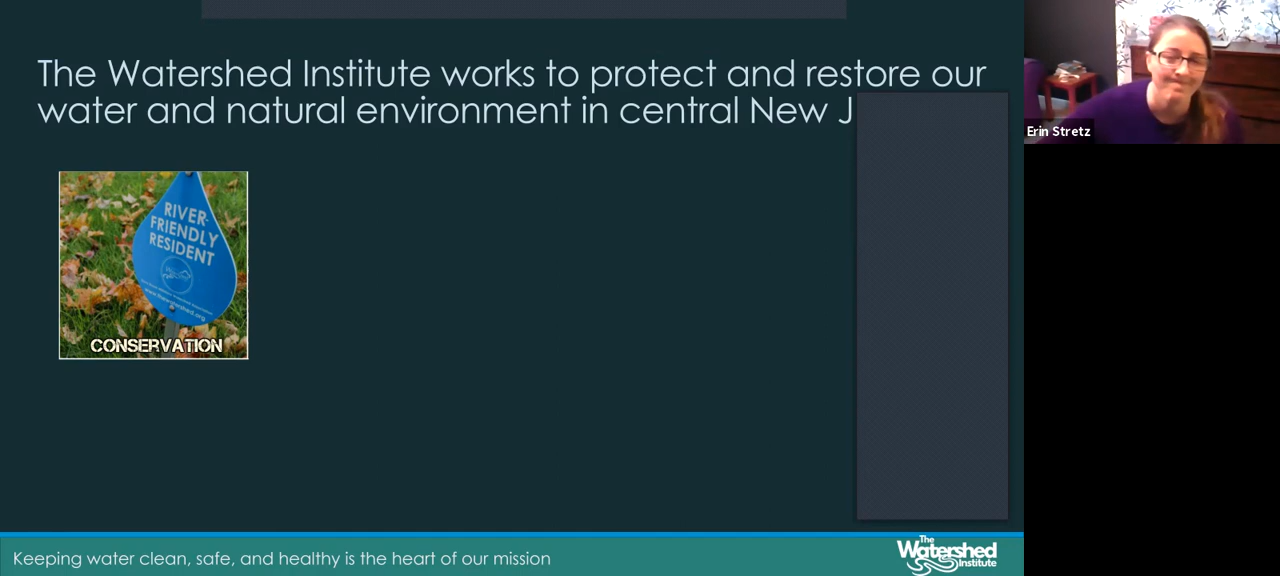 The Watershed Institute works to protect and restore our
water and natural environment in central New J
RIVER-
FRIENDLY
RESIDENT
CONSERVATION
Erin Stretz
Keeping water clean, safe, and healthy is the heart of our mission
The
Watershed
Institute